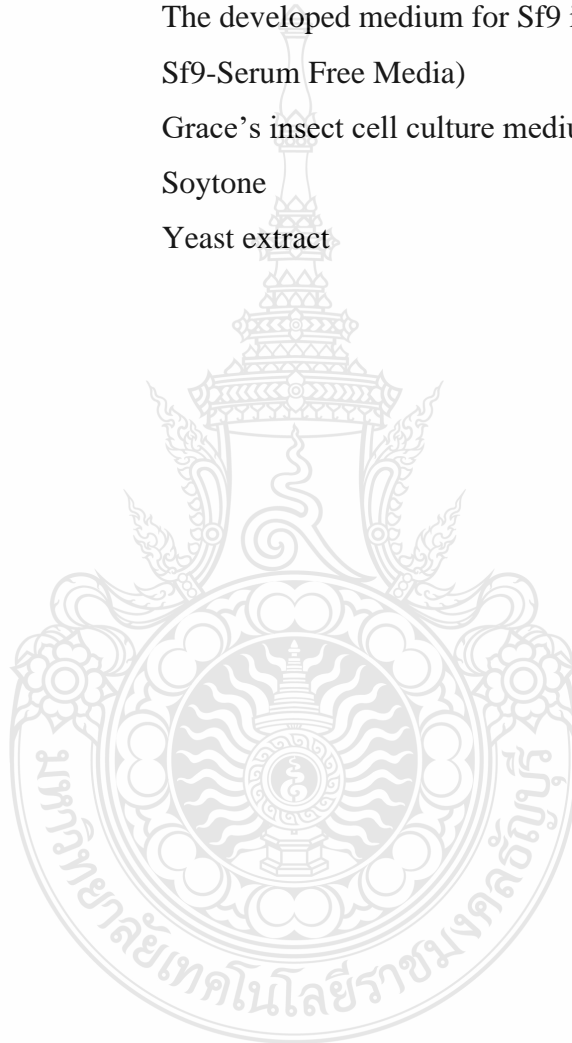 The developed medium for Sf9
Sf9-Serum Free Media)
Grace's insect cell culture
Soytone
Yeast extract
มหาวิทยาลัยเทคโนโลยีราชมงคลธัญบุรี